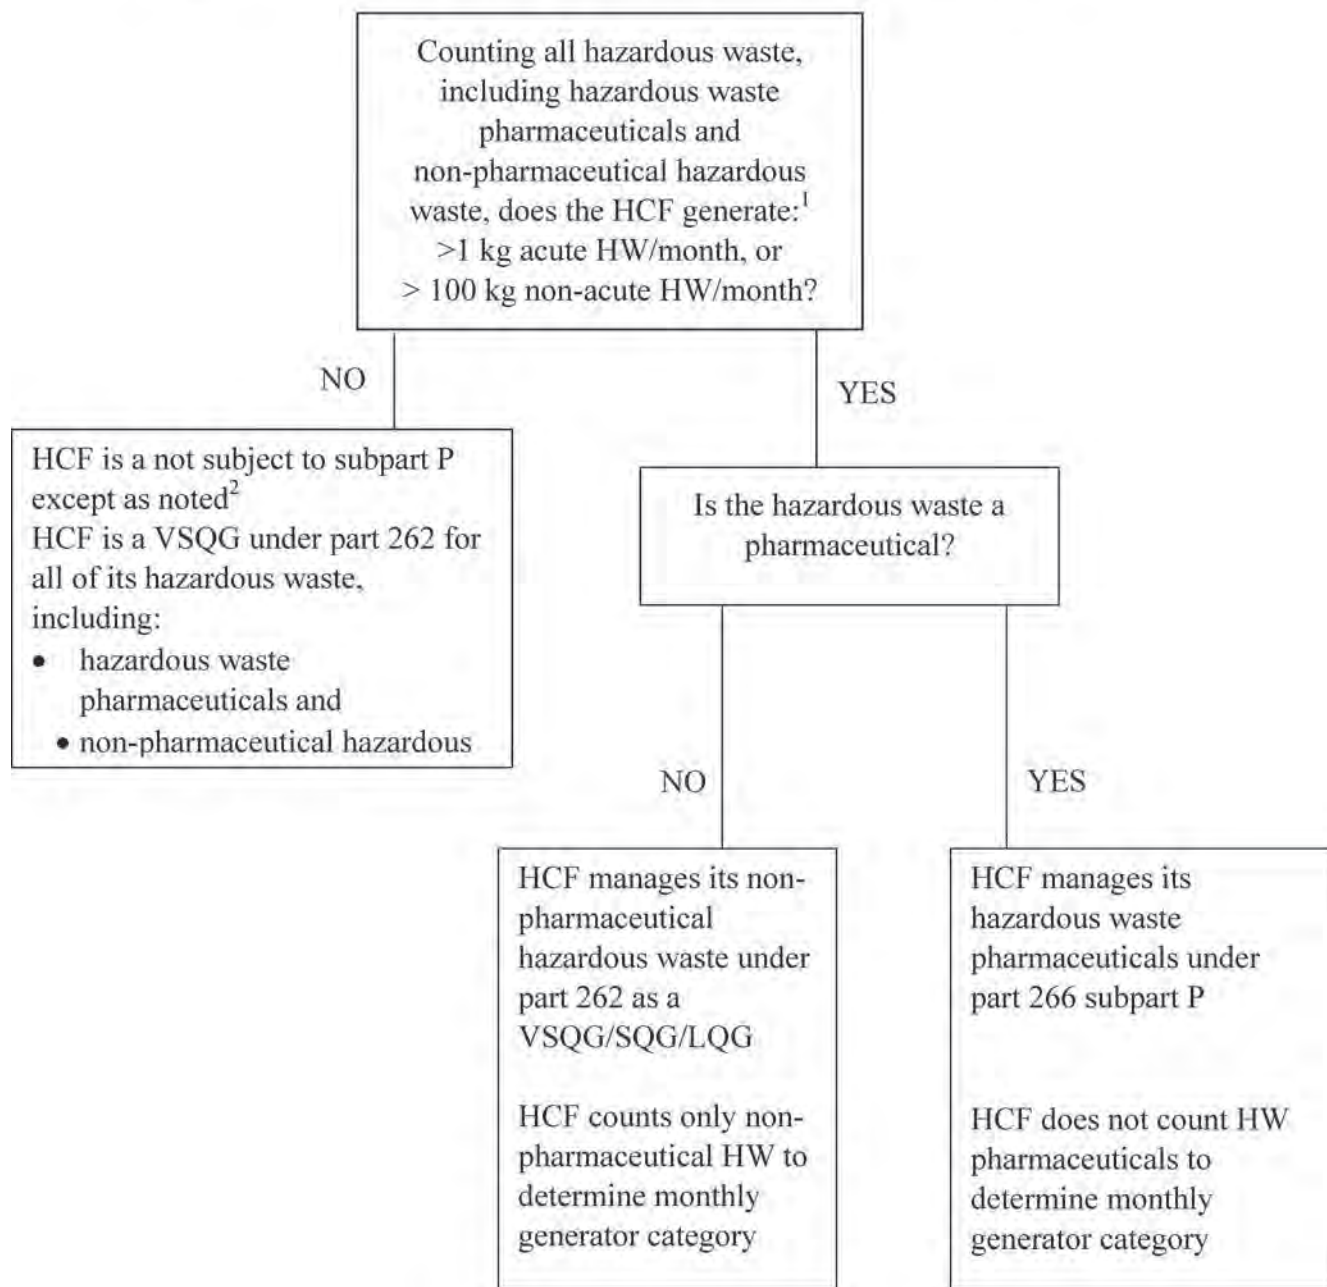 Counting all hazardous waste,
including hazardous waste
pharmaceuticals and
non-pharmaceutical hazardous
waste, does the HCF generate:¹
>1 kg acute HW/month, or
> 100 kg non-acute HW/month?
NO
YES
HCF is a not subject to subpart P
except as noted²
HCF is a VSQG under part 262 for
all of its hazardous waste,
including:
• hazardous waste
pharmaceuticals and
• non-pharmaceutical hazardous
Is the hazardous waste a
pharmaceutical?
NO
YES
HCF manages its non-
pharmaceutical
hazardous waste under
part 262 as a
VSQG/SQG/LQG
HCF counts only non-
pharmaceutical HW to
determine monthly
generator category
HCF manages its
hazardous waste
pharmaceuticals under
part 266 subpart P
HCF does not count HW
pharmaceuticals to
determine monthly
generator category